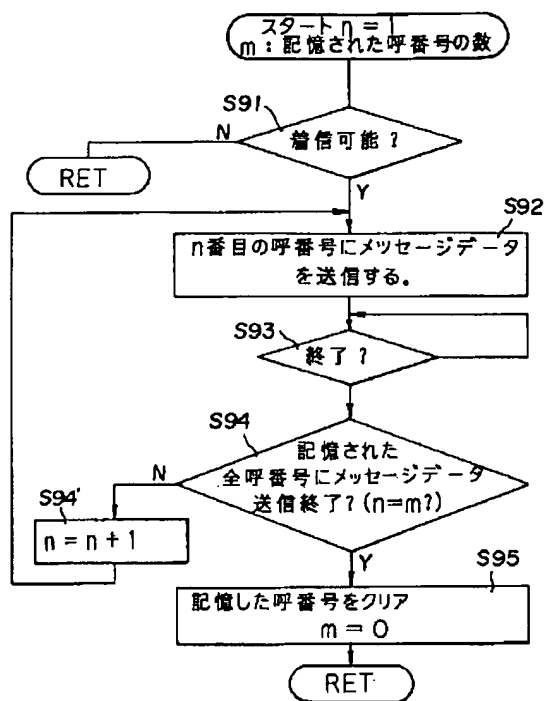 スタート n = 1
m : 記憶された呼番号の数
S91
N
着信可能 ?
RET
Y
S92
n番目の呼番号にメッセージデータ
を送信する。
S93
終了 ?
S94
記憶された
全呼番号にメッセージデータ
送信終了? (n=m?)
N
S94'
n = n + 1
Y
S95
記憶した呼番号をクリア
m = 0
RET